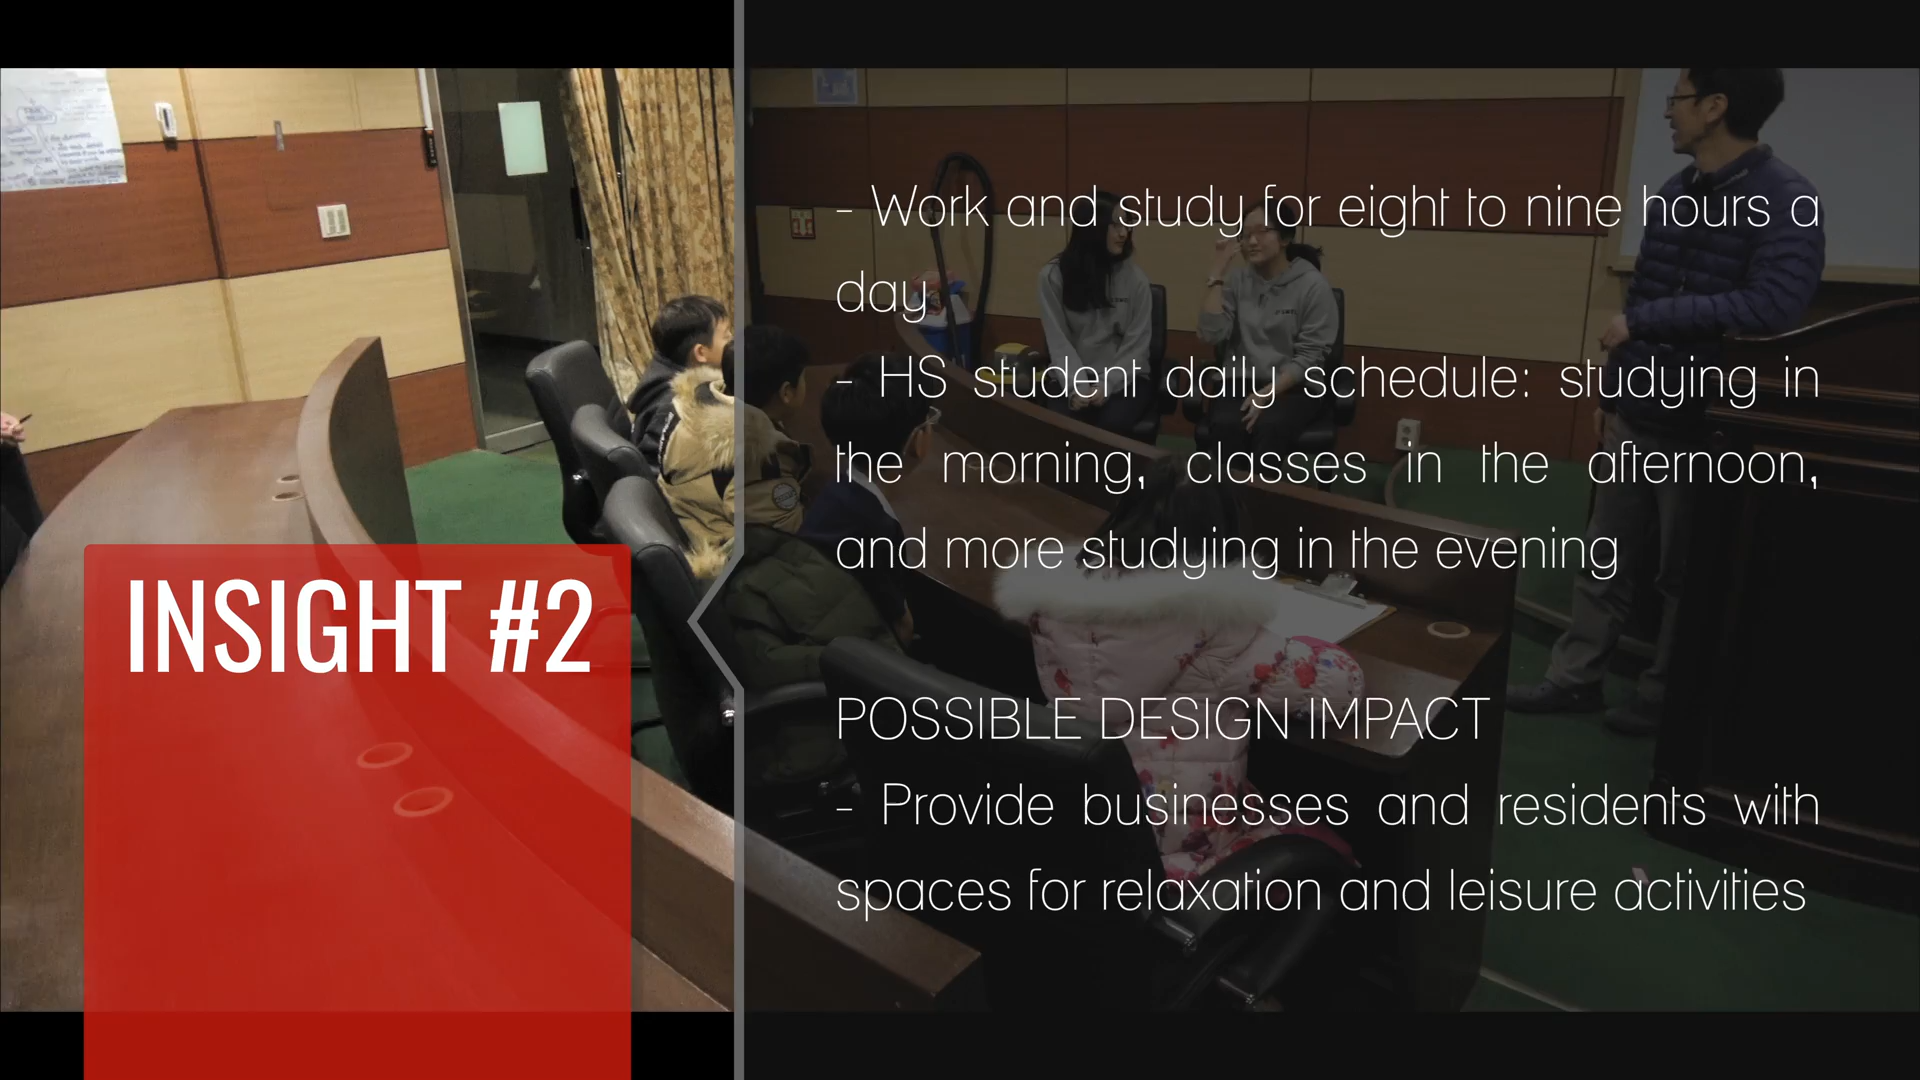 INSIGHT #2
- Work and study for eight to nine hours a
day
- HS student daily schedule: studying in
the morning, classes in the afternoon,
and more studying in the evening
POSSIBLE DESIGN IMPACT
- Provide businesses and residents with
spaces for relaxation and leisure activities